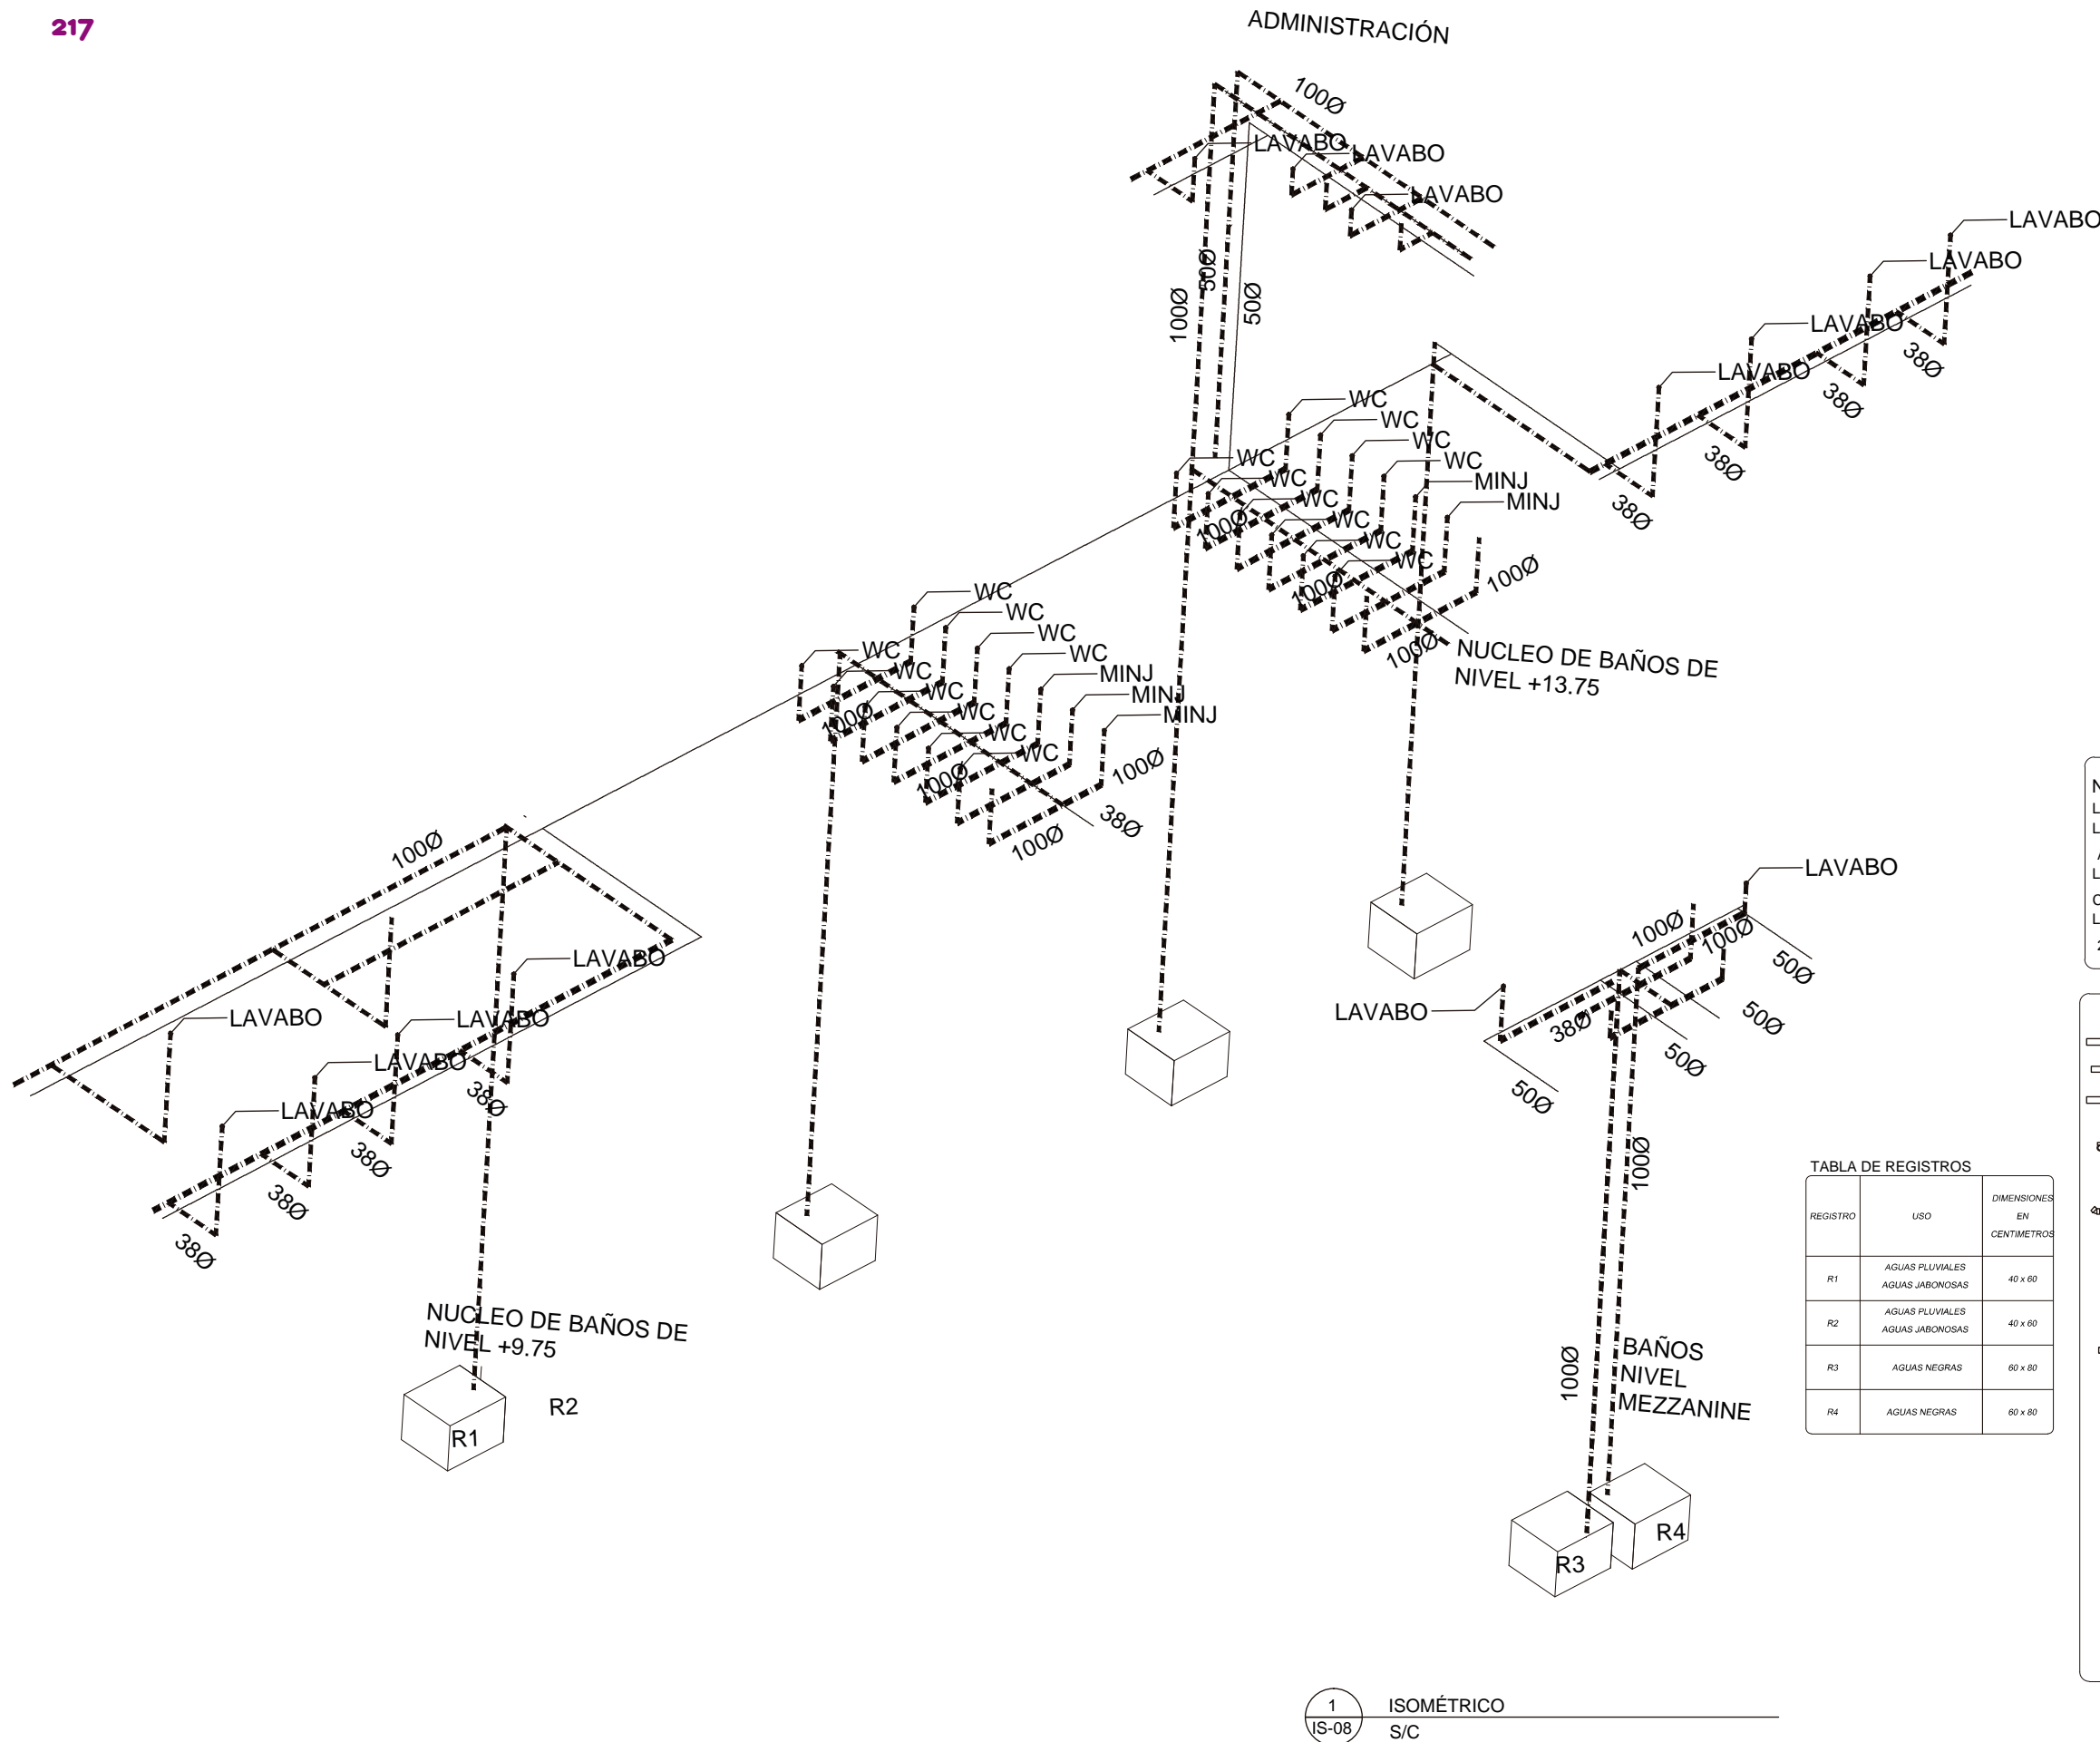 217
ADMINISTRACIÓN
100Ø
LAVABO
LAVABO
LAVABO
LAVABO
LAVABO
LAVABO
LAVABO
50Ø
100Ø
50Ø
38Ø
38Ø
38Ø
38Ø
WC
WC
WC
WC
MINJ
MINJ
WC
WC
WC
WC
WC
WC
100Ø
100Ø
100Ø
100Ø
NUCLEO DE BAÑOS DE
NIVEL +13.75
WC
WC
WC
WC
MINJ
MINJ
MINJ
WC
WC
WC
WC
WC
WC
100Ø
100Ø
100Ø
100Ø
38Ø
100Ø
LAVABO
LAVABO
LAVABO
LAVABO
LAVABO
38Ø
38Ø
38Ø
38Ø
NUCLEO DE BAÑOS DE
NIVEL +9.75
R2
R1
LAVABO
100Ø
100Ø
50Ø
LAVABO
38Ø
50Ø
50Ø
50Ø
100Ø
100Ø
BAÑOS
NIVEL
MEZZANINE
R4
R3
TABLA DE REGISTROS
REGISTRO USO DIMENSIONES EN CENTIMETROS
R1 AGUAS PLUVIALES AGUAS JABONOSAS 40 x 60
R2 AGUAS PLUVIALES AGUAS JABONOSAS 40 x 60
R3 AGUAS NEGRAS 60 x 80
R4 AGUAS NEGRAS 60 x 80
1
IS-08
ISOMÉTRICO
S/C